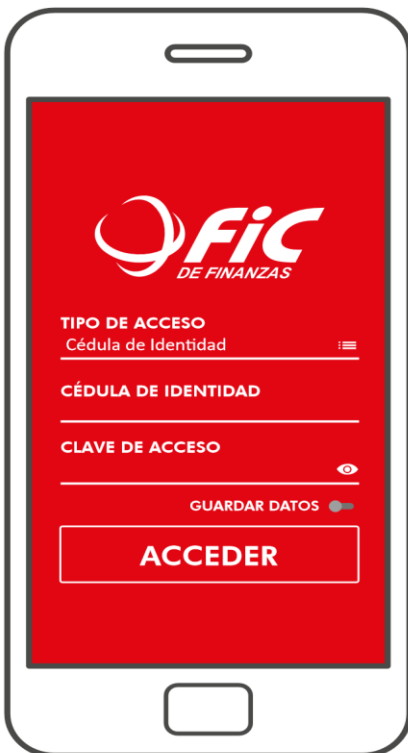 FiC
DE FINANZAS
TIPO DE ACCESO
Cédula de Identidad
CÉDULA DE IDENTIDAD
CLAVE DE ACCESO
GUARDAR DATOS
ACCEDER